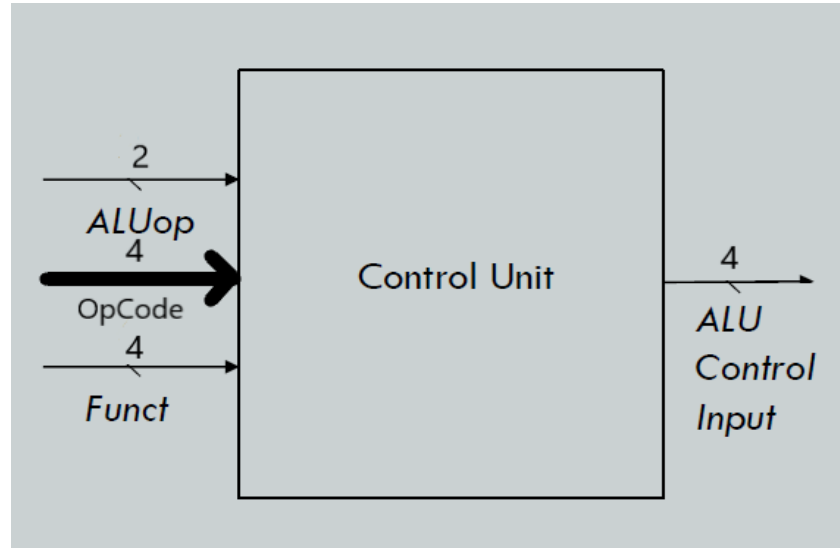 2
ALUop
4
OpCode
4
Funct
Control Unit
4
ALU
Control
Input